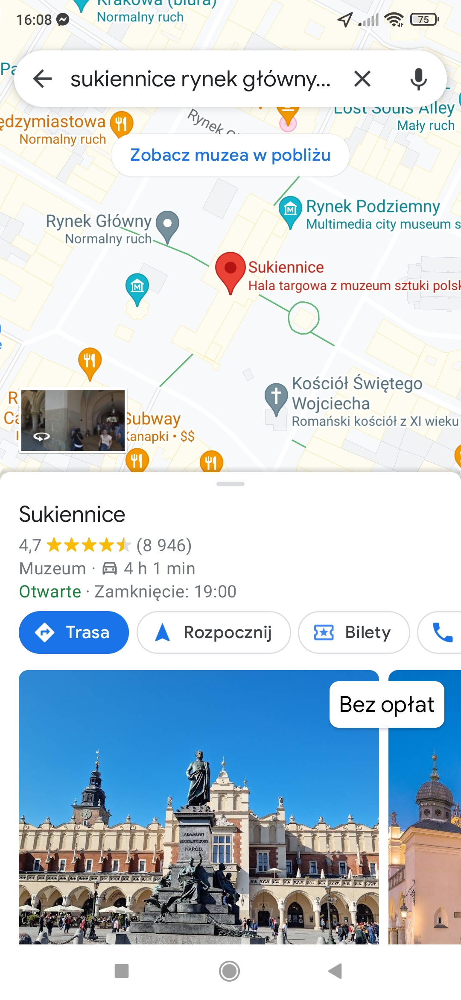 Krakowa (biura)
Normalny ruch
16:08
75
sukiennice rynek główny...
Lost Souls Alley
Mały ruch
Normalny ruch
Rynek
Zobacz muzea w pobliżu
Rynek Podziemny
Multimedia city museum s
Rynek Główny
Normalny ruch
Sukiennice
Hala targowa z muzeum sztuki polsk
Kościół Świętego
Wojciecha
Romański kościół z XI wieku
Subway
Kanapki • $$
Sukiennice
4,7 (8 946)
Muzeum · 4 h 1 min
Otwarte · Zamknięcie: 19:00
Trasa
Rozpocznij
Bilety
Bez opłat
ADAMOWI
MICKIEWICZOWI
NARÓD